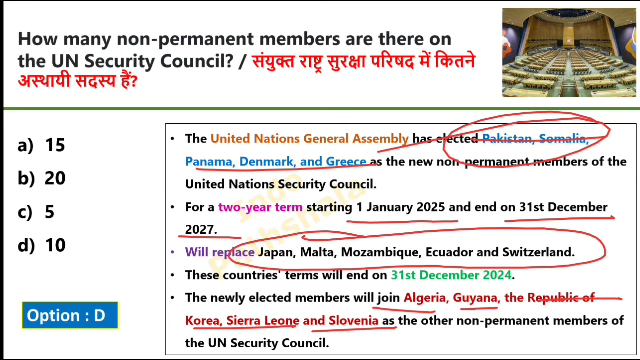 How many non-permanent members are there on
the UN Security Council? / संयुक्त राष्ट्र सुरक्षा परिषद में कितने
अस्थायी सदस्य हैं?
a) 15
b) 20
c) 5
d) 10
Option : D
• The United Nations General Assembly has elected Pakistan, Somalia,
Panama, Denmark, and Greece as the new non-permanent members of the
United Nations Security Council.
• For a two-year term starting 1 January 2025 and end on 31st December
2027.
• Will replace Japan, Malta, Mozambique, Ecuador and Switzerland.
• These countries' terms will end on 31st December 2024.
• The newly elected members will join Algeria, Guyana, the Republic of
Korea, Sierra Leone and Slovenia as the other non-permanent members of
the UN Security Council.